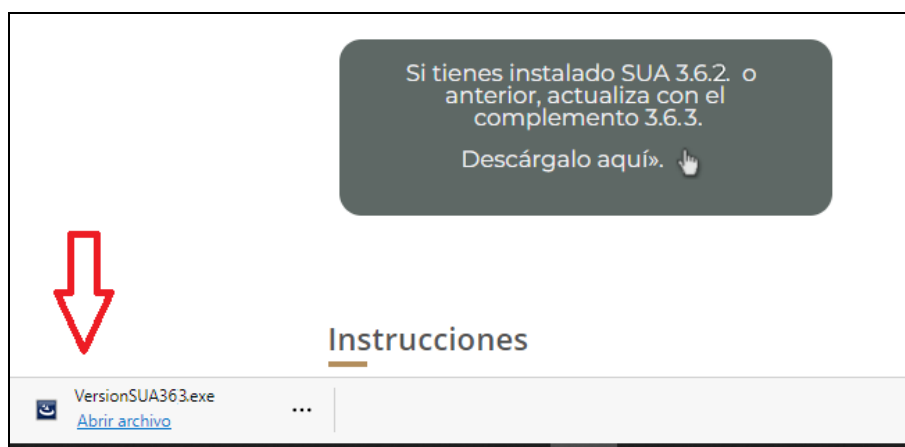 Si tienes instalado SUA 3.6.2. o
anterior, actualiza con el
complemento 3.6.3.
Descárgalo aquí».
Instrucciones
VersionSUA363.exe
Abrir archivo
...